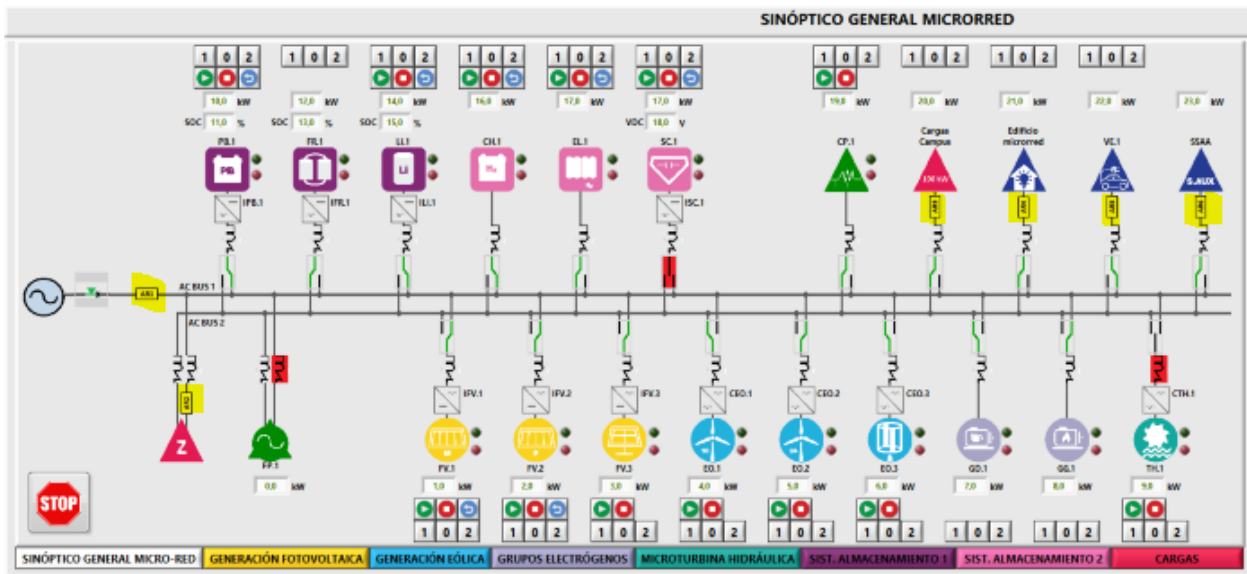 SINÓPTICO GENERAL MICRORRED
1 0 2 1 0 2 1 0 2 1 0 2 1 0 2 1 0 2 1 0 2 1 0 2 1 0 2 1 0 2
10,0 kW 12,0 kW 14,0 kW 16,0 kW 17,0 kW 17,0 kW 19,0 kW 20,0 kW 21,0 kW 22,0 kW 23,0 kW
SOC 11,0 % SOC 13,0 % SOC 15,0 % VDC 18,0 V
PB.1 FR.1 LI.1 CH.1 EL.1 SC.1 CP.1 Cargas Campus Edificio microrred VE.1 SSAA
PB Li H₂ 100 kW S.AUX
IPB.1 IFR.1 ILI.1 ISC.1
AC BUS 1
AC BUS 2
IFV.1 IFV.2 IFV.3 CEO.1 CEO.2 CEO.3 CTH.1
Z
FP.1 FV.1 FV.2 FV.3 EO.1 EO.2 EO.3 GD.1 GG.1 TH.1
0,0 kW 1,0 kW 2,0 kW 3,0 kW 4,0 kW 5,0 kW 6,0 kW 7,0 kW 8,0 kW 9,0 kW
STOP
1 0 2 1 0 2 1 0 2 1 0 2 1 0 2 1 0 2 1 0 2 1 0 2 1 0 2
SINÓPTICO GENERAL MICRO-RED GENERACIÓN FOTOVOLTAICA GENERACIÓN EÓLICA GRUPOS ELECTRÓGENOS MICROTURBINA HIDRÁULICA SIST. ALMACENAMIENTO 1 SIST. ALMACENAMIENTO 2 CARGAS